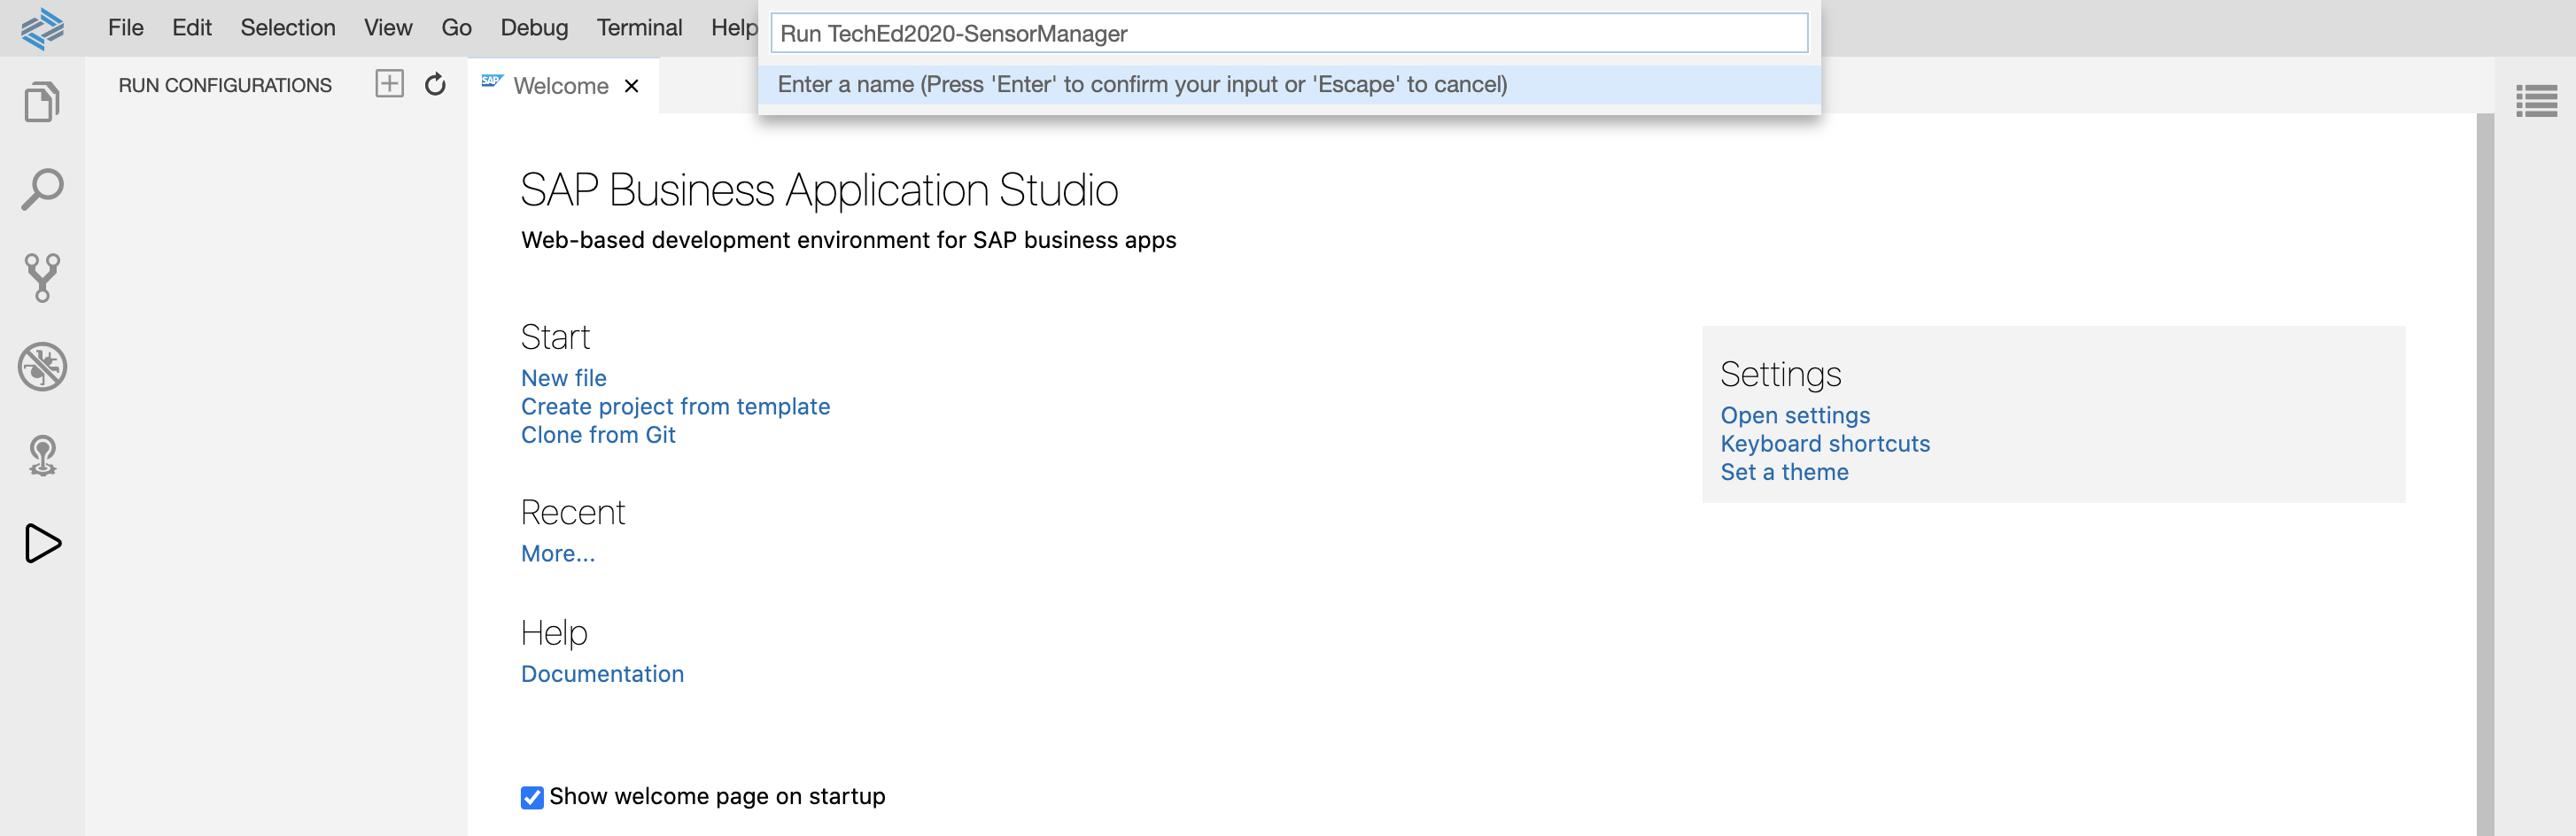 File Edit Selection View Go Debug Terminal Help
Run TechEd2020-SensorManager
Enter a name (Press 'Enter' to confirm your input or 'Escape' to cancel)
RUN CONFIGURATIONS
SAP Welcome
SAP Business Application Studio
Web-based development environment for SAP business apps
Start
New file
Create project from template
Clone from Git
Recent
More...
Help
Documentation
Settings
Open settings
Keyboard shortcuts
Set a theme
Show welcome page on startup